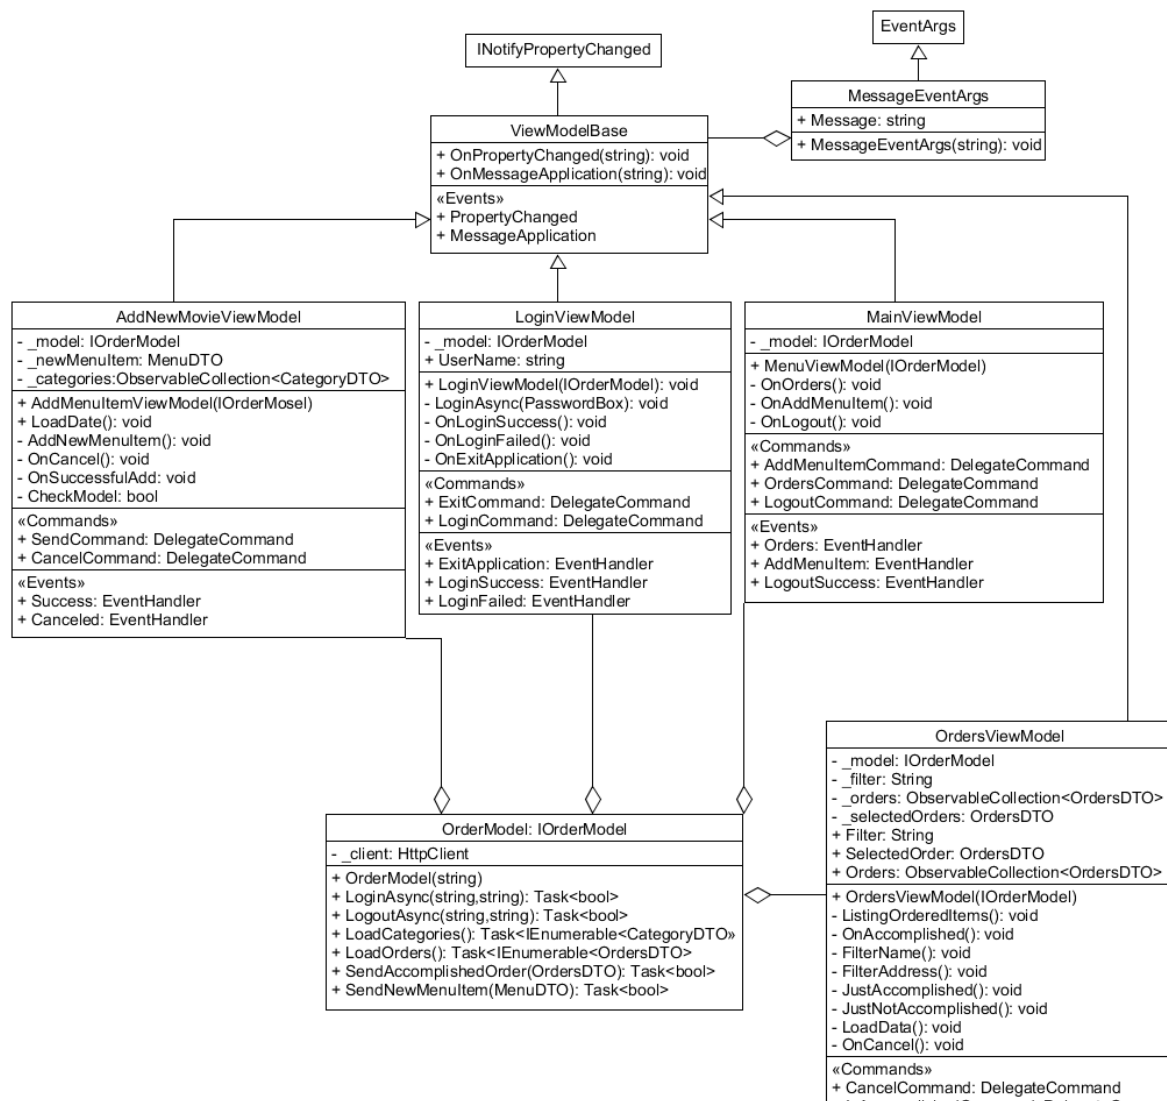 EventArgs
INotifyPropertyChanged
MessageEventArgs
+ Message: string
+ MessageEventArgs(string): void
ViewModelBase
+ OnPropertyChanged(string): void
+ OnMessageApplication(string): void
«Events»
+ PropertyChanged
+ MessageApplication
AddNewMovieViewModel
- _model: IOrderModel
- _newMenuItem: MenuDTO
- _categories:ObservableCollection<CategoryDTO>
+ AddMenuItemViewModel(IOrderMosel)
+ LoadDate(): void
- AddNewMenuItem(): void
- OnCancel(): void
- OnSuccessfulAdd: void
- CheckModel: bool
«Commands»
+ SendCommand: DelegateCommand
+ CancelCommand: DelegateCommand
«Events»
+ Success: EventHandler
+ Canceled: EventHandler
LoginViewModel
- _model: IOrderModel
+ UserName: string
+ LoginViewModel(IOrderModel): void
- LoginAsync(PasswordBox): void
- OnLoginSuccess(): void
- OnLoginFailed(): void
- OnExitApplication(): void
«Commands»
+ ExitCommand: DelegateCommand
+ LoginCommand: DelegateCommand
«Events»
+ ExitApplication: EventHandler
+ LoginSuccess: EventHandler
+ LoginFailed: EventHandler
MainViewModel
- _model: IOrderModel
+ MenuViewModel(IOrderModel)
- OnOrders(): void
- OnAddMenuItem(): void
- OnLogout(): void
«Commands»
+ AddMenuItemCommand: DelegateCommand
+ OrdersCommand: DelegateCommand
+ LogoutCommand: DelegateCommand
«Events»
+ Orders: EventHandler
+ AddMenuItem: EventHandler
+ LogoutSuccess: EventHandler
OrderModel: IOrderModel
- _client: HttpClient
+ OrderModel(string)
+ LoginAsync(string,string): Task<bool>
+ LogoutAsync(string,string): Task<bool>
+ LoadCategories(): Task<IEnumerable<CategoryDTO»
+ LoadOrders(): Task<IEnumerable<OrdersDTO>
+ SendAccomplishedOrder(OrdersDTO): Task<bool>
+ SendNewMenuItem(MenuDTO): Task<bool>
OrdersViewModel
- _model: IOrderModel
- _filter: String
- _orders: ObservableCollection<OrdersDTO>
- _selectedOrders: OrdersDTO
+ Filter: String
+ SelectedOrder: OrdersDTO
+ Orders: ObservableCollection<OrdersDTO>
+ OrdersViewModel(IOrderModel)
- ListingOrderedItems(): void
- OnAccomplished(): void
- FilterName(): void
- FilterAddress(): void
- JustAccomplished(): void
- JustNotAccomplished(): void
- LoadData(): void
- OnCancel(): void
«Commands»
+ CancelCommand: DelegateCommand